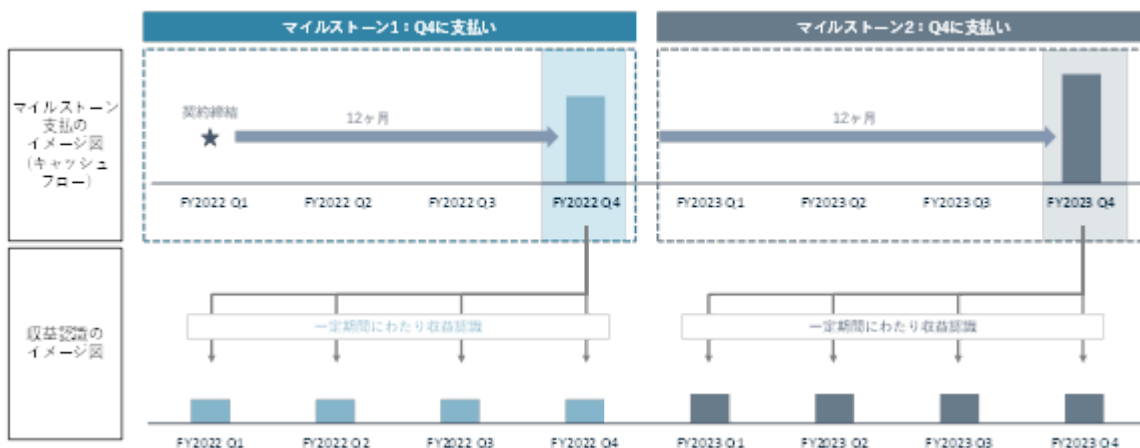 マイルストーン1：Q4に支払い
マイルストーン2：Q4に支払い
マイルストーン
支払の
イメージ図
(キャッシュ
フロー)
契約締結
★
12ヶ月
12ヶ月
FY2022 Q1
FY2022 Q2
FY2022 Q3
FY2022 Q4
FY2023 Q1
FY2023 Q2
FY2023 Q3
FY2023 Q4
収益認識の
イメージ図
一定期間にわたり収益認識
一定期間にわたり収益認識
FY2022 Q1
FY2022 Q2
FY2022 Q3
FY2022 Q4
FY2023 Q1
FY2023 Q2
FY2023 Q3
FY2023 Q4